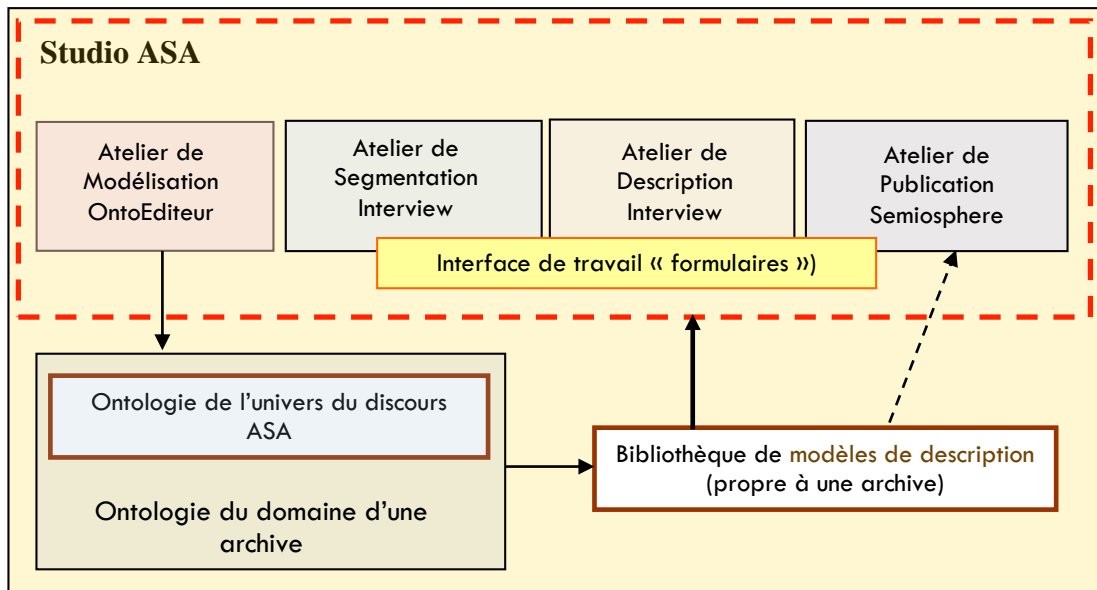 Studio ASA
Atelier de
Modélisation
OntoEditeur
Atelier de
Segmentation
Interview
Atelier de
Description
Interview
Atelier de
Publication
Semiosphere
Interface de travail « formulaires »)
Ontologie de l’univers du discours
ASA
Ontologie du domaine d’une
archive
Bibliothèque de modèles de description
(propre à une archive)